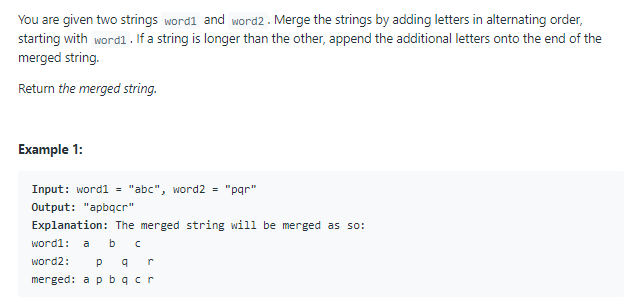 You are given two strings word1 and word2. Merge the strings by adding letters in alternating order,
starting with word1. If a string is longer than the other, append the additional letters onto the end of the
merged string.
Return the merged string.
Example 1:
Input: word1 = "abc", word2 = "pqr"
Output: "apbqcr"
Explanation: The merged string will be merged as so:
word1:  a   b   c
word2:    p   q   r
merged: a p b q c r